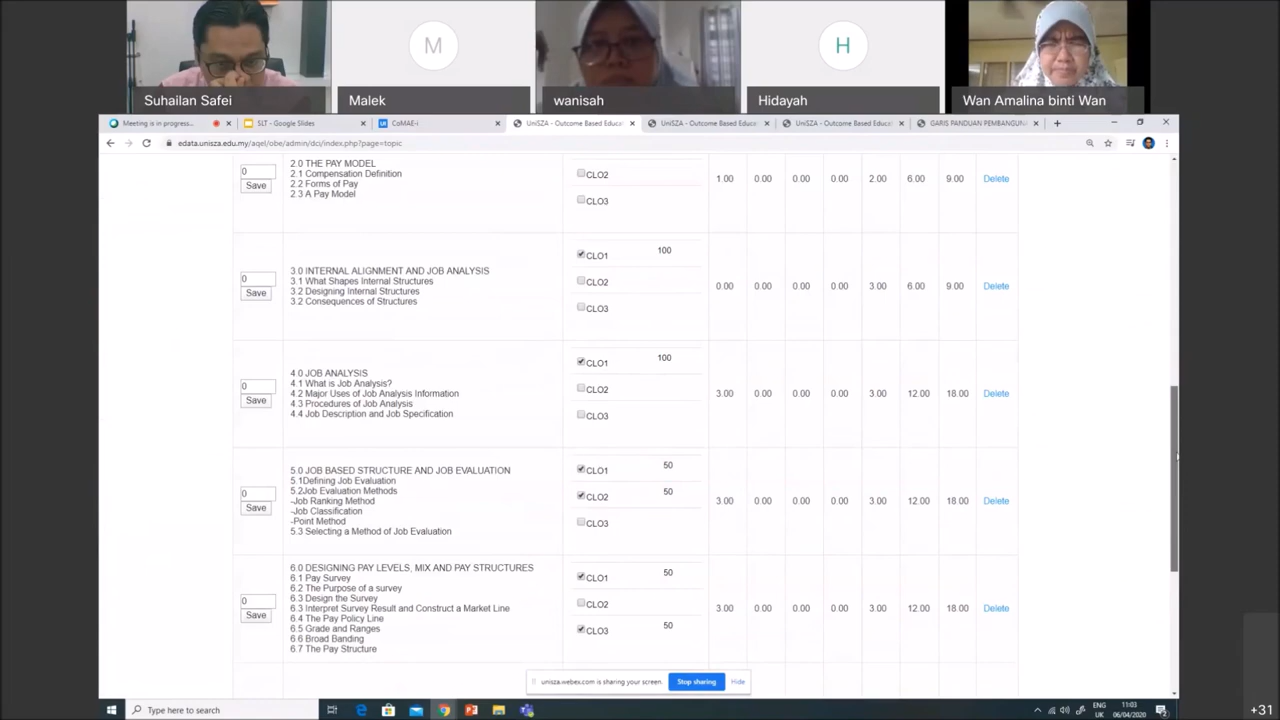 M
H
Suhailan Safei
Malek
wanisah
Hidayah
Wan Amalina binti Wan
Meeting is in progress...
SLT - Google Slides
CoMAE-i
UniSZA - Outcome Based Educa
UniSZA - Outcome Based Educa
UniSZA - Outcome Based Educa
GARIS PANDUAN PEMBANGUN
edata.unisza.edu.my/aqel/obe/admin/dci/index.php?page=topic
0
Save
2.0 THE PAY MODEL
2.1 Compensation Definition
2.2 Forms of Pay
2.3 A Pay Model
CLO2
CLO3
1.00 0.00 0.00 0.00 2.00 6.00 9.00 Delete
0
Save
3.0 INTERNAL ALIGNMENT AND JOB ANALYSIS
3.1 What Shapes Internal Structures
3.2 Designing Internal Structures
3.2 Consequences of Structures
CLO1 100
CLO2
CLO3
0.00 0.00 0.00 0.00 3.00 6.00 9.00 Delete
0
Save
4.0 JOB ANALYSIS
4.1 What is Job Analysis?
4.2 Major Uses of Job Analysis Information
4.3 Procedures of Job Analysis
4.4 Job Description and Job Specification
CLO1 100
CLO2
CLO3
3.00 0.00 0.00 0.00 3.00 12.00 18.00 Delete
0
Save
5.0 JOB BASED STRUCTURE AND JOB EVALUATION
5.1Defining Job Evaluation
5.2Job Evaluation Methods
-Job Ranking Method
-Job Classification
-Point Method
5.3 Selecting a Method of Job Evaluation
CLO1 50
CLO2 50
CLO3
3.00 0.00 0.00 0.00 3.00 12.00 18.00 Delete
0
Save
6.0 DESIGNING PAY LEVELS, MIX AND PAY STRUCTURES
6.1 Pay Survey
6.2 The Purpose of a survey
6.3 Design the Survey
6.3 Interpret Survey Result and Construct a Market Line
6.4 The Pay Policy Line
6.5 Grade and Ranges
6.6 Broad Banding
6.7 The Pay Structure
CLO1 50
CLO2
CLO3 50
3.00 0.00 0.00 0.00 3.00 12.00 18.00 Delete
unisza.webex.com is sharing your screen.
Stop sharing
Hide
Type here to search
ENG
UK
11:03
06/04/2020
+31